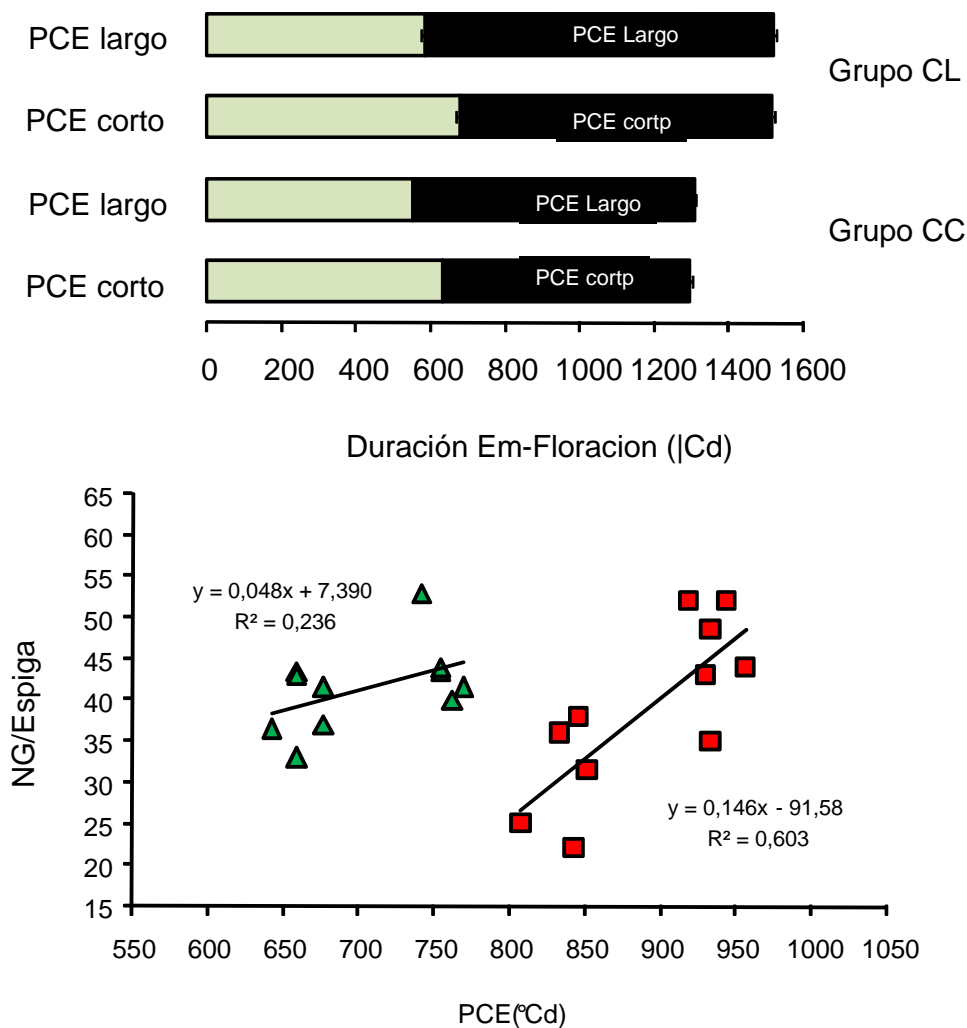 PCE largo
PCE Largo
Grupo CL
PCE corto
PCE cortp
PCE largo
PCE Largo
Grupo CC
PCE corto
PCE cortp
0 200 400 600 800 1000 1200 1400 1600
Duración Em-Floracion (|Cd)
65
60
55
50
45
40
35
30
25
20
15
NG/Espiga
y = 0,048x + 7,390
R² = 0,236
y = 0,146x - 91,58
R² = 0,603
550 600 650 700 750 800 850 900 950 1000 1050
PCE(°Cd)